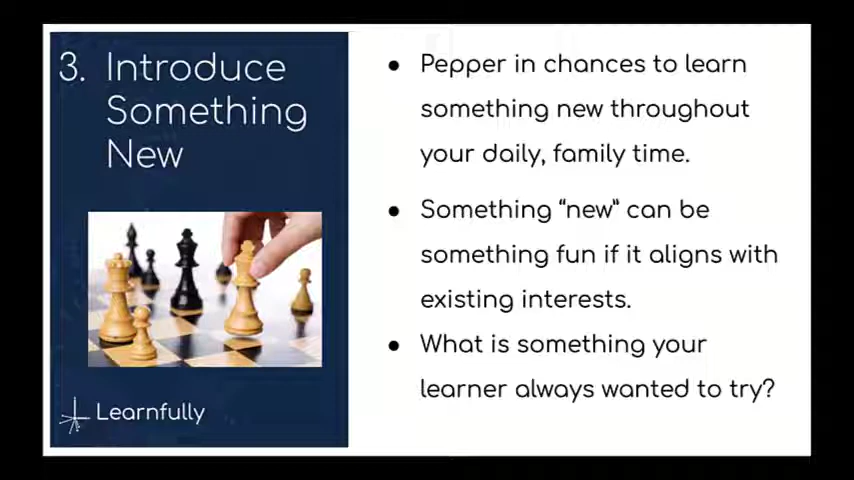 3. Introduce
Something
New
Learnfully
● Pepper in chances to learn
something new throughout
your daily, family time.
● Something “new” can be
something fun if it aligns with
existing interests.
● What is something your
learner always wanted to try?